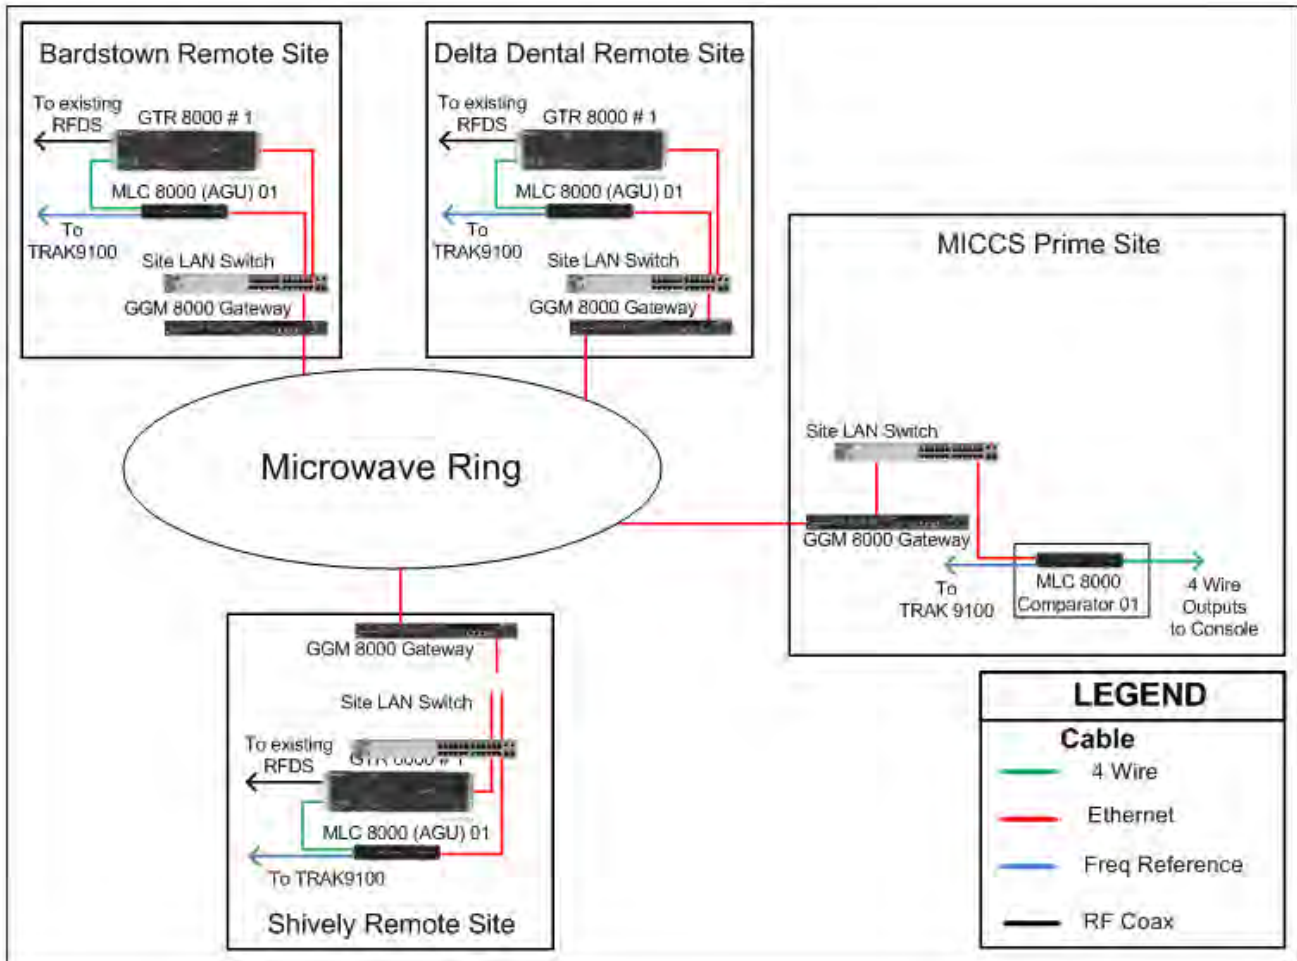 Bardstown Remote Site
To existing
RFDS
GTR 8000 # 1
MLC 8000 (AGU) 01
To
TRAK9100
Site LAN Switch
GGM 8000 Gateway
Delta Dental Remote Site
To existing
RFDS
GTR 8000 # 1
MLC 8000 (AGU) 01
To
TRAK9100
Site LAN Switch
GGM 8000 Gateway
MICCS Prime Site
Site LAN Switch
GGM 8000 Gateway
To
TRAK 9100
MLC 8000
Comparator 01
4 Wire
Outputs
to Console
Microwave Ring
GGM 8000 Gateway
Site LAN Switch
To existing
RFDS
GTR 8000 # 1
MLC 8000 (AGU) 01
To TRAK9100
Shively Remote Site
LEGEND
Cable
4 Wire
Ethernet
Freq Reference
RF Coax